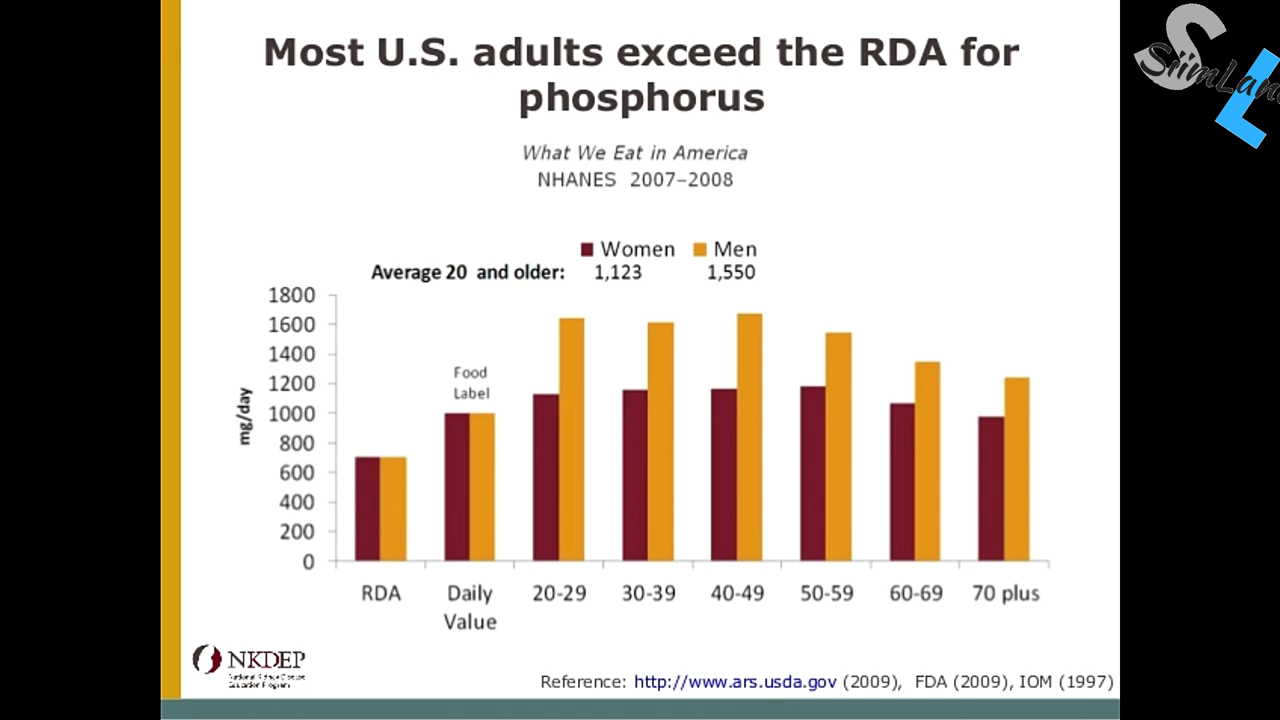 Most U.S. adults exceed the RDA for
phosphorus
What We Eat in America
NHANES 2007–2008
Women Men
Average 20 and older: 1,123 1,550
1800
1600
1400
1200
1000
800
600
400
200
0
mg/day
Food
Label
RDA Daily 20-29 30-39 40-49 50-59 60-69 70 plus
Value
NKDEP
National Kidney Disease
Education Program
Reference: http://www.ars.usda.gov (2009), FDA (2009), IOM (1997)
S
SiimLan
L